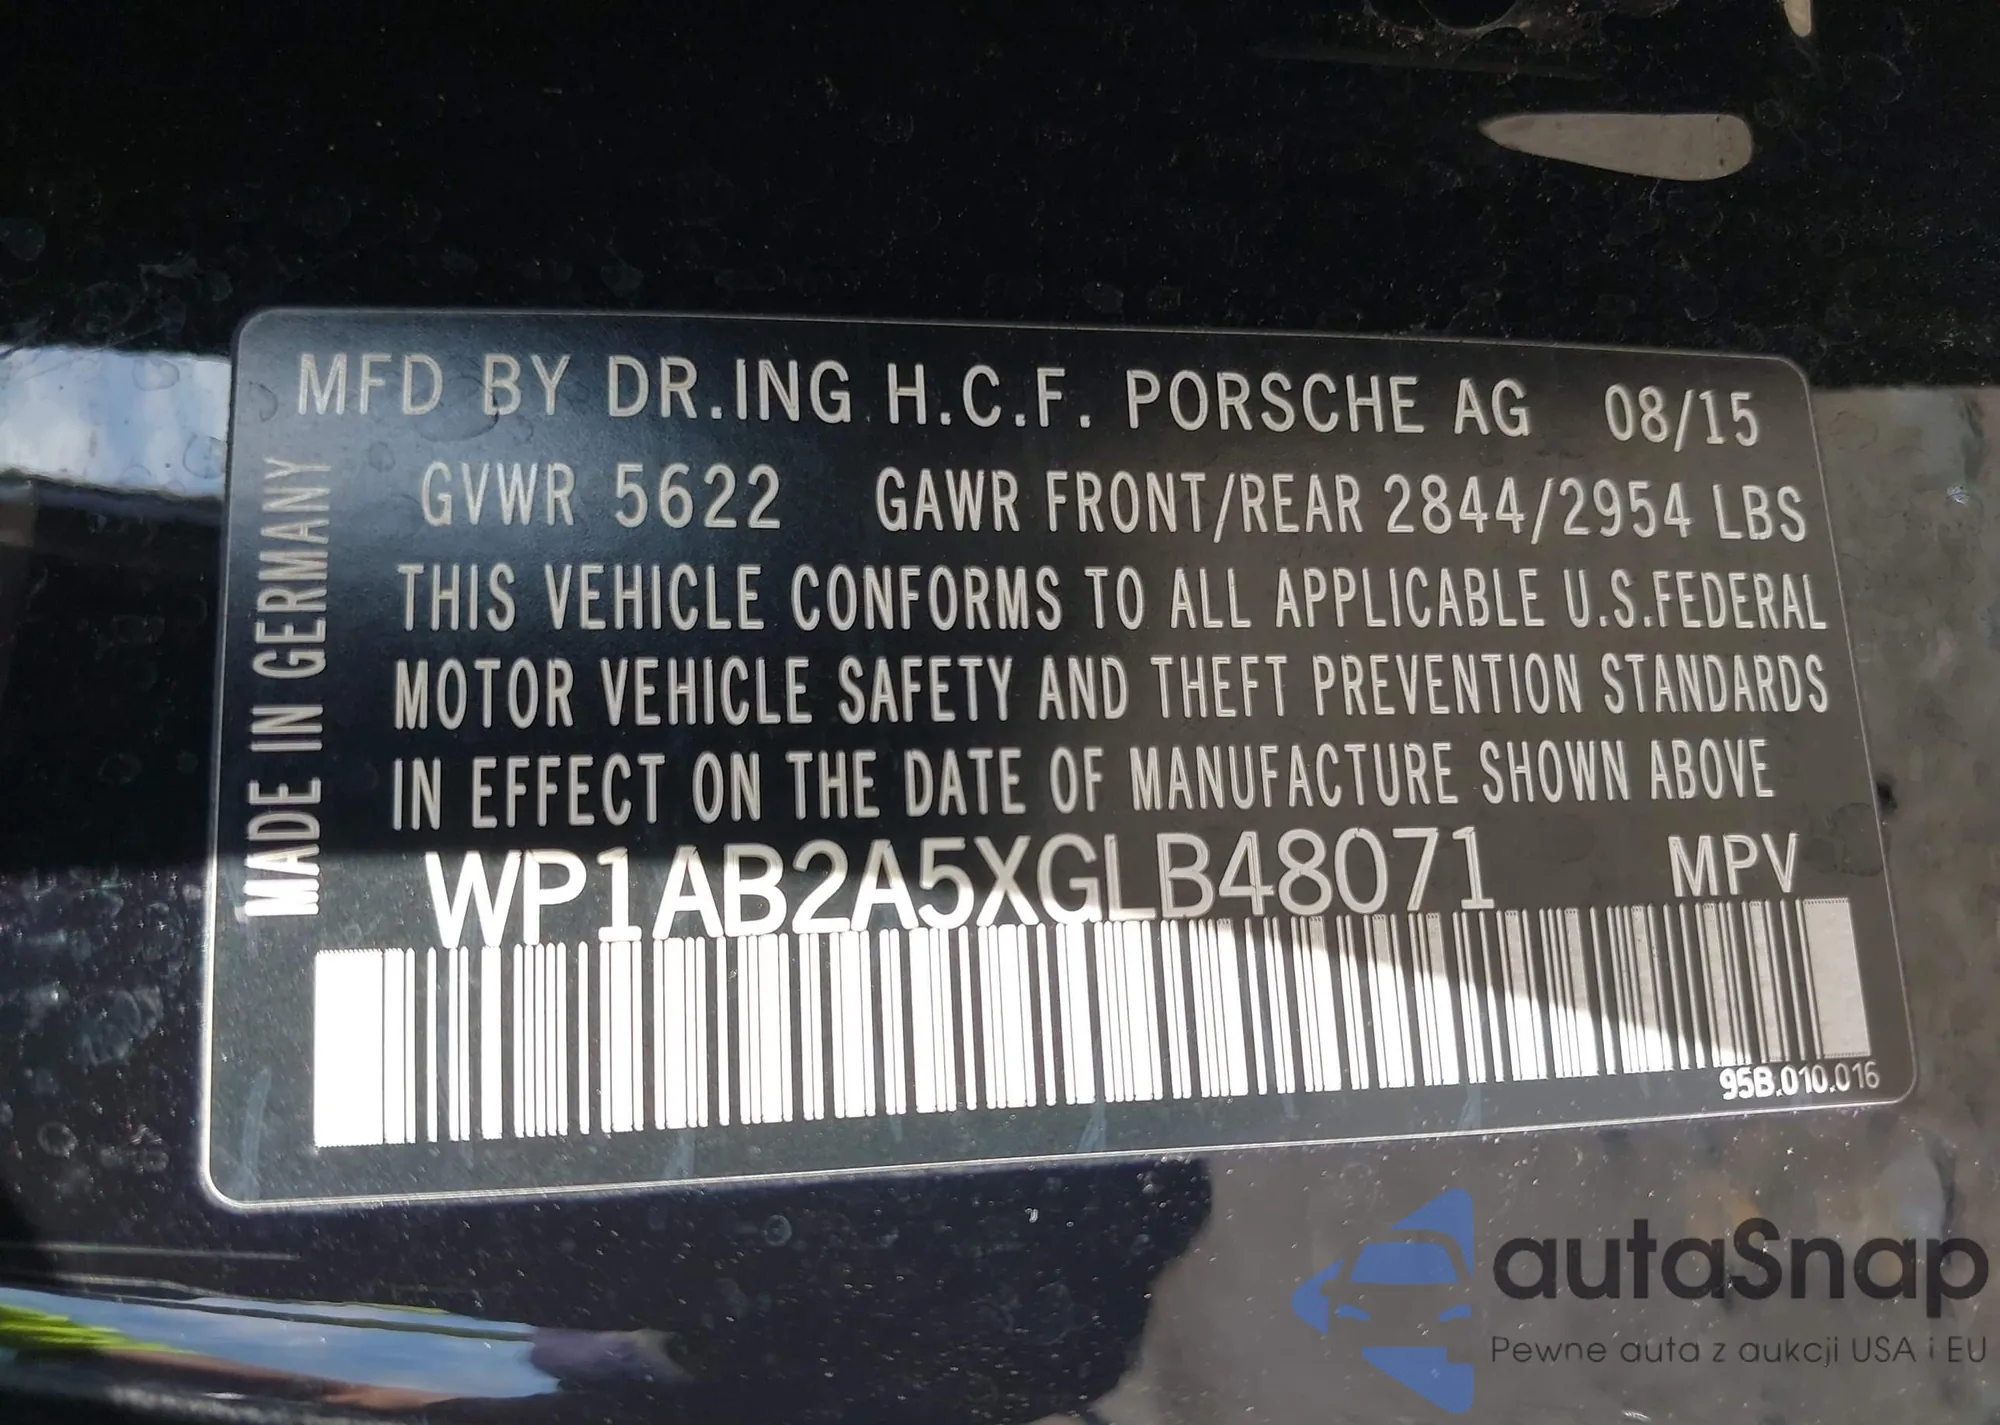 MFD BY DR.ING H.C.F. PORSCHE AG 08/15
GVWR 5622 GAWR FRONT/REAR 2844/2954 LBS
THIS VEHICLE CONFORMS TO ALL APPLICABLE U.S.FEDERAL
MOTOR VEHICLE SAFETY AND THEFT PREVENTION STANDARDS
IN EFFECT ON THE DATE OF MANUFACTURE SHOWN ABOVE
WP1AB2A5XGLB48071 MPV
MADE IN GERMANY
95B.010.016
autaSnap
Pewne auta z aukcji USA i EU